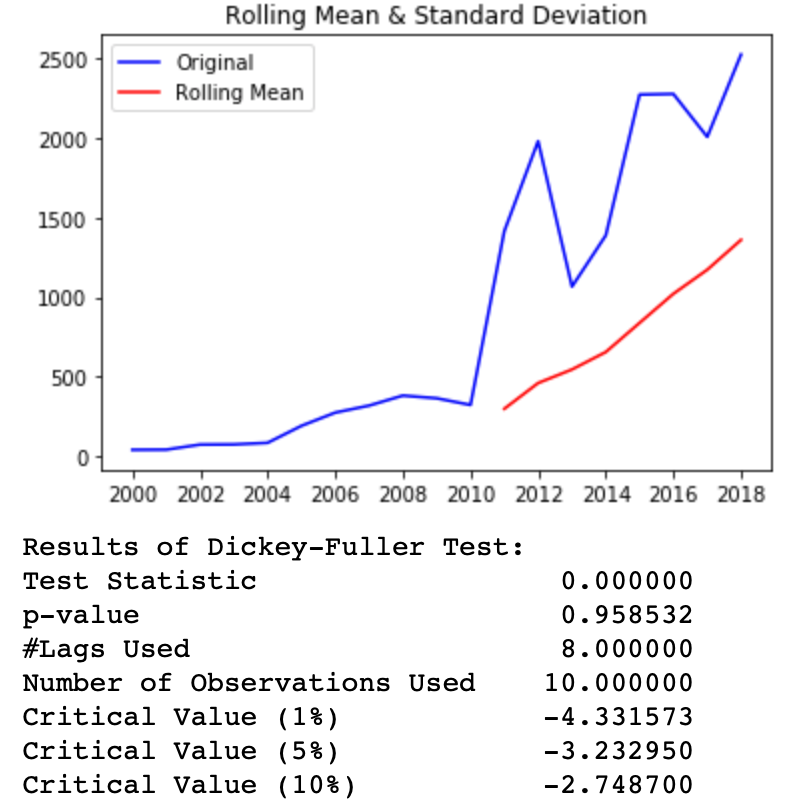 Rolling Mean & Standard Deviation
Original
Rolling Mean
2500
2000
1500
1000
500
0
2000 2002 2004 2006 2008 2010 2012 2014 2016 2018
Results of Dickey-Fuller Test:
Test Statistic 0.000000
p-value 0.958532
#Lags Used 8.000000
Number of Observations Used 10.000000
Critical Value (1%) -4.331573
Critical Value (5%) -3.232950
Critical Value (10%) -2.748700